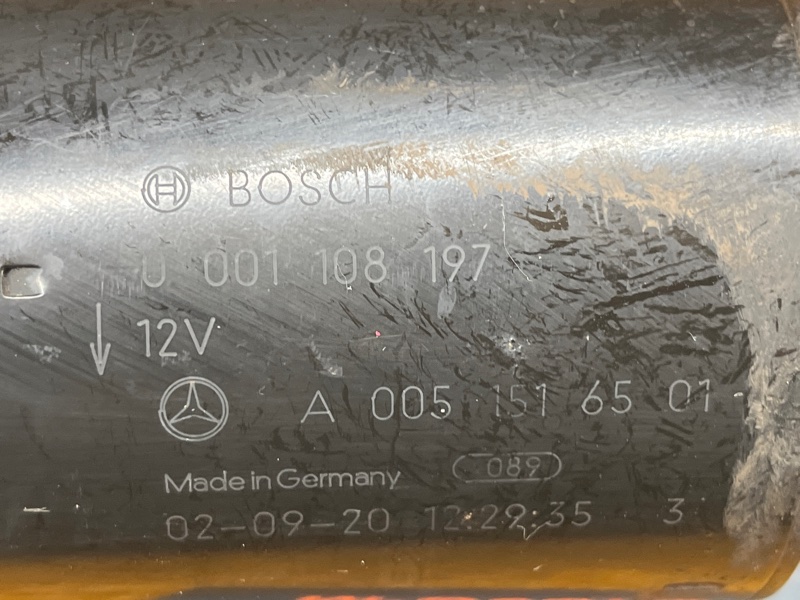 BOSCH
0 001 108 197
12V
A 005 151 65 01
Made in Germany 089
02-09-20 12:29:35 3